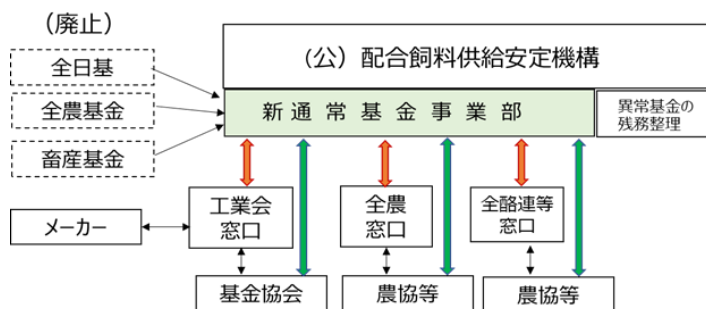 （廃止）
全日基
全農基金
畜産基金
（公）配合飼料供給安定機構
新通常基金事業部
異常基金の
残務整理
メーカー
工業会
窓口
全農
窓口
全酪連等
窓口
基金協会
農協等
農協等